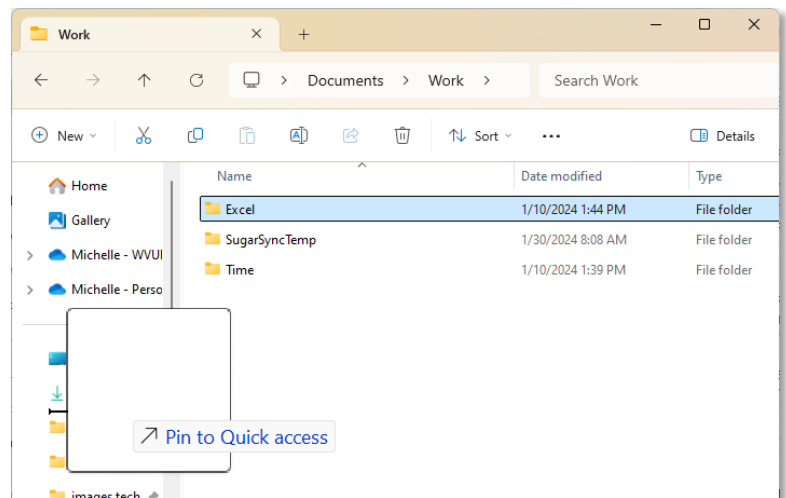 Work
Documents > Work >
Search Work
New
Sort
Details
Name
Date modified
Type
Home
Gallery
Michelle - WVU
Michelle - Perso
Excel
1/10/2024 1:44 PM
File folder
SugarSyncTemp
1/30/2024 8:08 AM
File folder
Time
1/10/2024 1:39 PM
File folder
Pin to Quick access
images tech